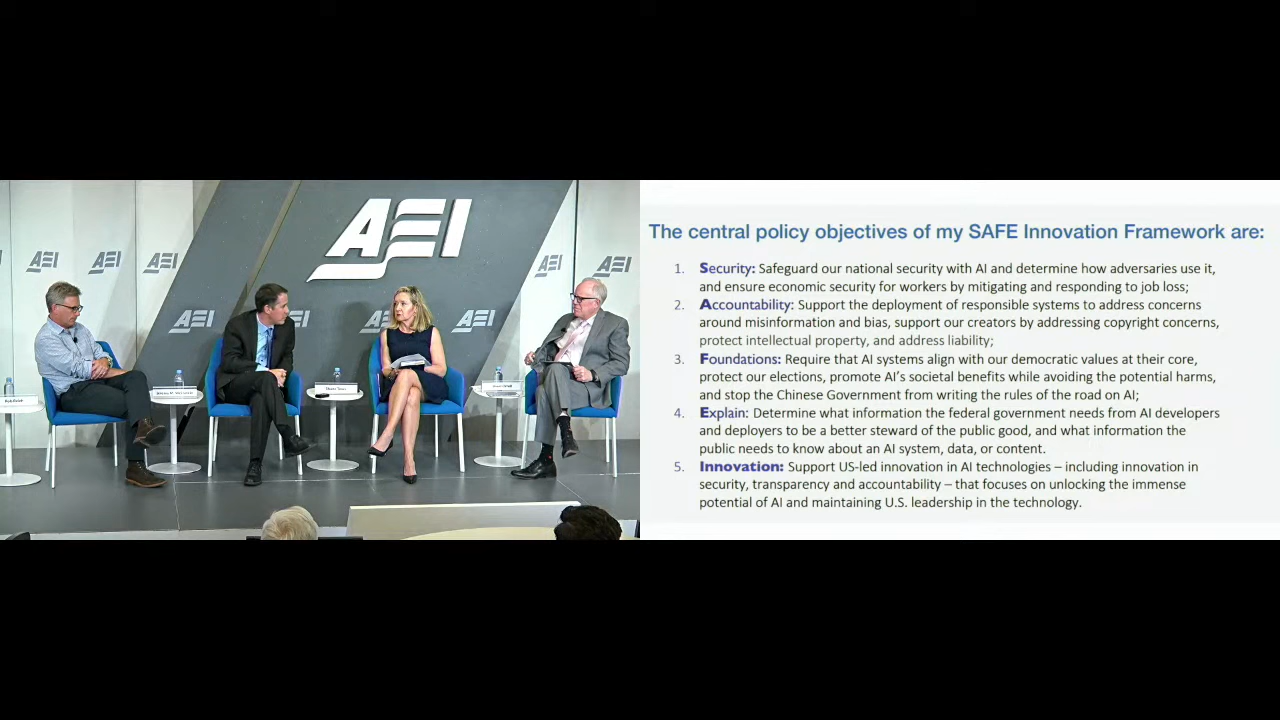 AEI
AEI
AEI
AEI
AEI
AEI
AEI
AEI
AEI
AEI
The central policy objectives of my SAFE Innovation Framework are:
1. Security: Safeguard our national security with AI and determine how adversaries use it,
and ensure economic security for workers by mitigating and responding to job loss;
2. Accountability: Support the deployment of responsible systems to address concerns
around misinformation and bias, support our creators by addressing copyright concerns,
protect intellectual property, and address liability;
3. Foundations: Require that AI systems align with our democratic values at their core,
protect our elections, promote AI’s societal benefits while avoiding the potential harms,
and stop the Chinese Government from writing the rules of the road on AI;
4. Explain: Determine what information the federal government needs from AI developers
and deployers to be a better steward of the public good, and what information the
public needs to know about an AI system, data, or content.
5. Innovation: Support US-led innovation in AI technologies – including innovation in
security, transparency and accountability – that focuses on unlocking the immense
potential of AI and maintaining U.S. leadership in the technology.